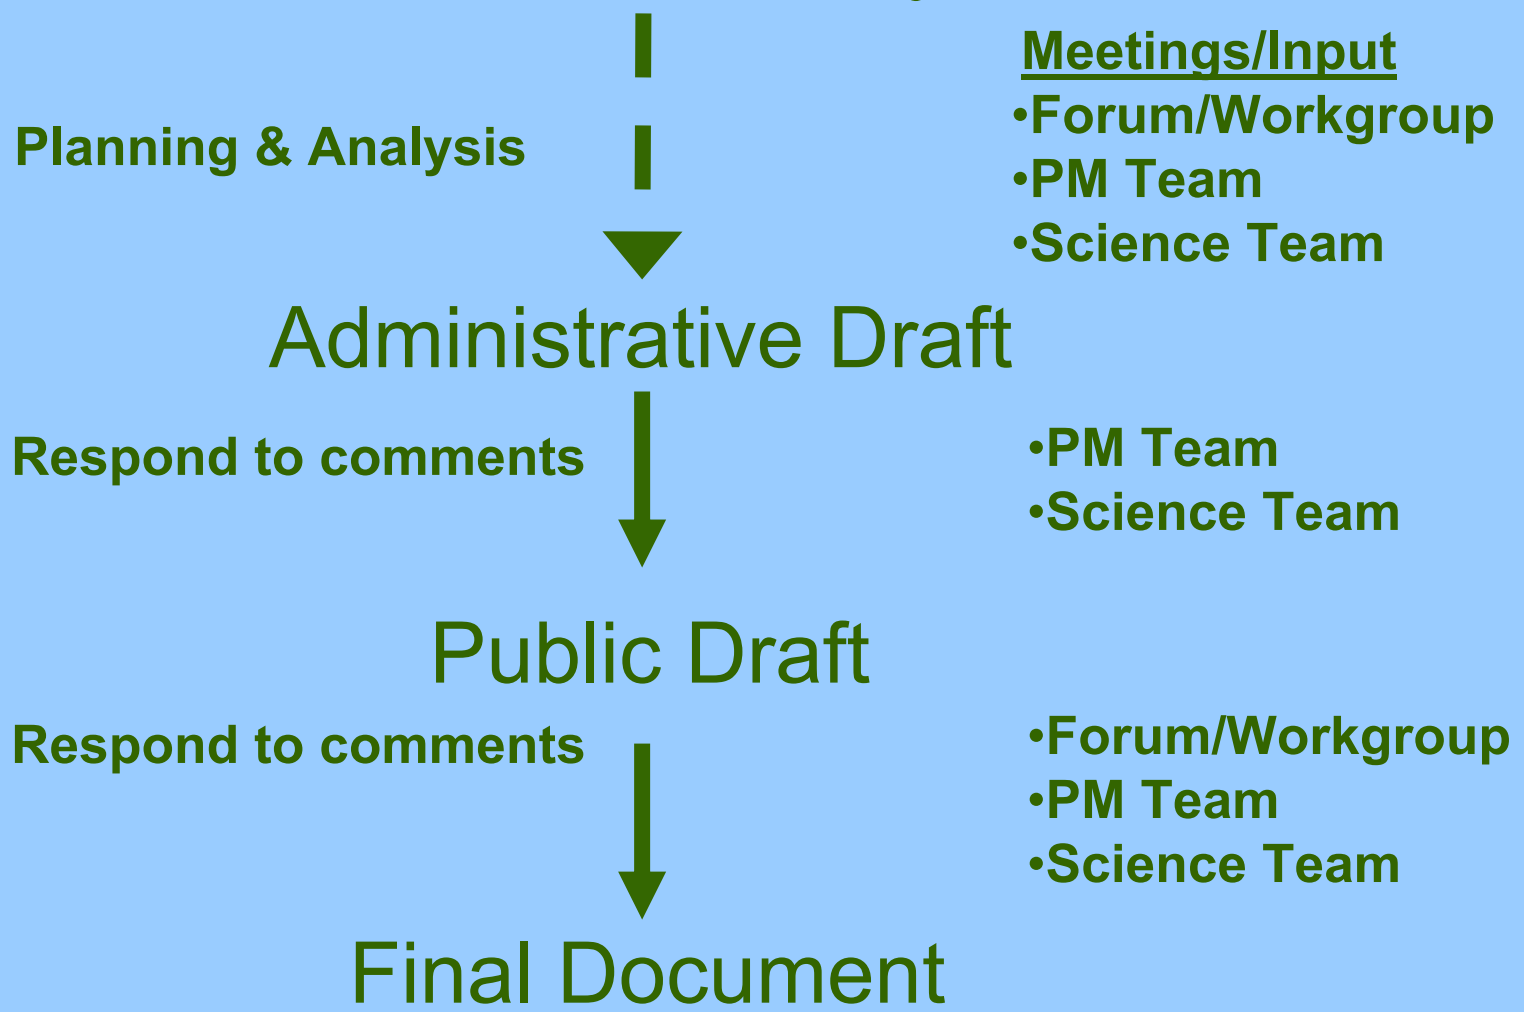 Meetings/Input
•Forum/Workgroup
Planning & Analysis
•PM Team
•Science Team
Administrative Draft
Respond to comments
•PM Team
•Science Team
Public Draft
Respond to comments
•Forum/Workgroup
•PM Team
•Science Team
Final Document